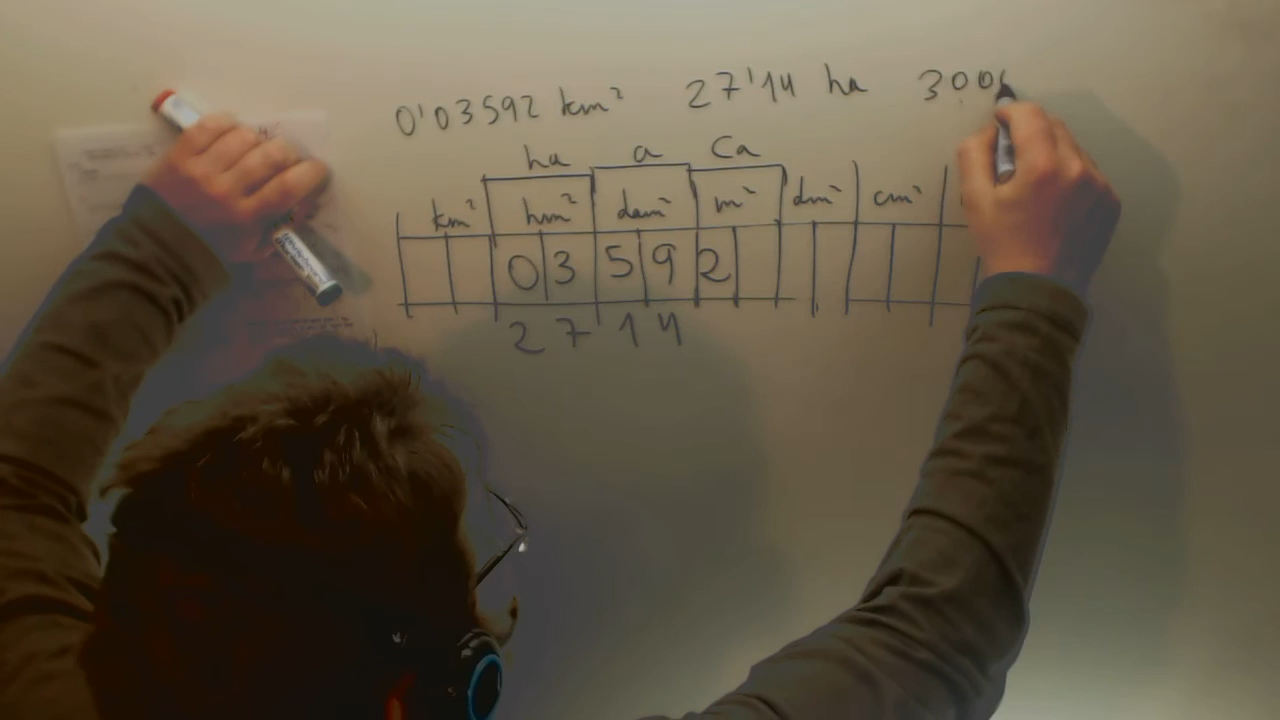 0'03592 km² 27'14 ha 300
ha a Ca
km² hm² dam² m² dm² cm²
0 3 5 9 2
2 7 1 4